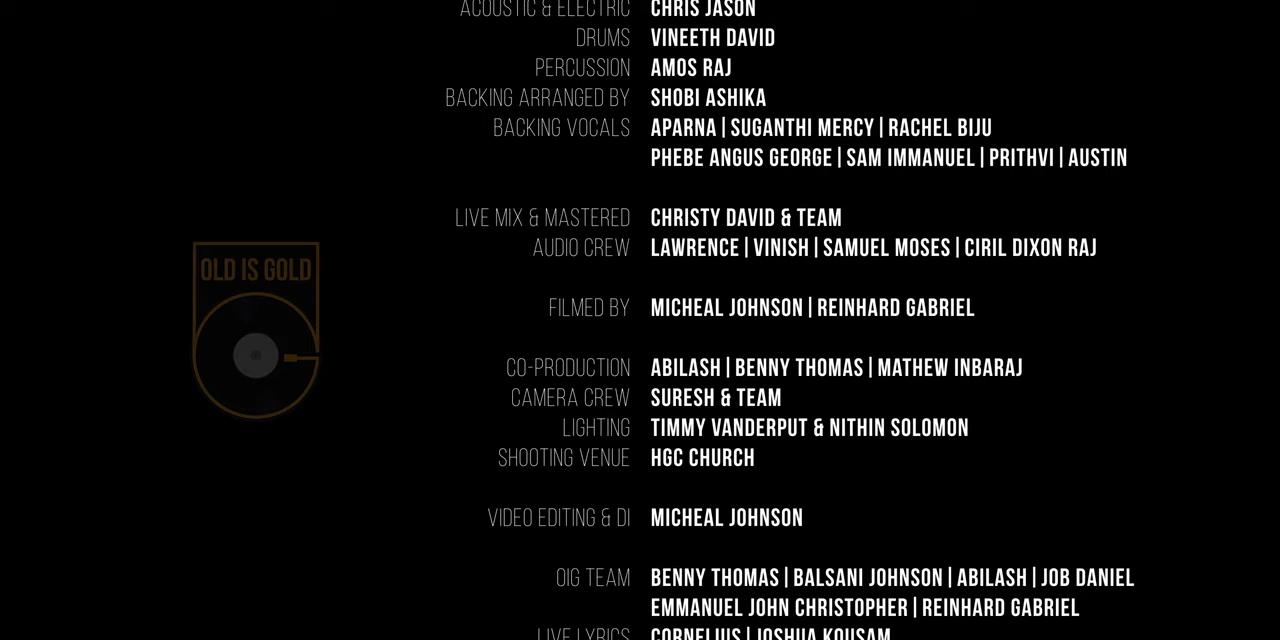 ACOUSTIC & ELECTRIC CHRIS JASON
DRUMS VINEETH DAVID
PERCUSSION AMOS RAJ
BACKING ARRANGED BY SHOBI ASHIKA
BACKING VOCALS APARNA | SUGANTHI MERCY | RACHEL BIJU
PHEBE ANGUS GEORGE | SAM IMMANUEL | PRITHVI | AUSTIN
LIVE MIX & MASTERED CHRISTY DAVID & TEAM
AUDIO CREW LAWRENCE | VINISH | SAMUEL MOSES | CIRIL DIXON RAJ
OLD IS GOLD
FILMED BY MICHEAL JOHNSON | REINHARD GABRIEL
CO-PRODUCTION ABILASH | BENNY THOMAS | MATHEW INBARAJ
CAMERA CREW SURESH & TEAM
LIGHTING TIMMY VANDERPUT & NITHIN SOLOMON
SHOOTING VENUE HGC CHURCH
VIDEO EDITING & DI MICHEAL JOHNSON
OIG TEAM BENNY THOMAS | BALSANI JOHNSON | ABILASH | JOB DANIEL
EMMANUEL JOHN CHRISTOPHER | REINHARD GABRIEL
LIVE LYRICS CORNELIUS | JOSHUA KOUSAM